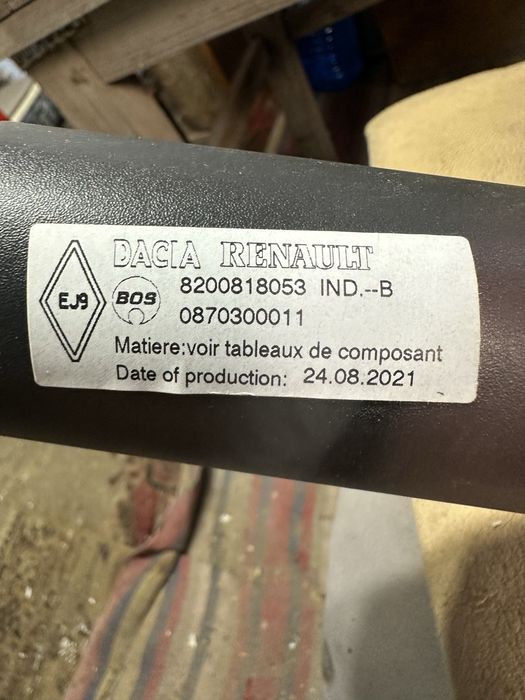 DACIA RENAULT
EJ9
BOS
8200818053 IND.--B
0870300011
Matiere:voir tableaux de composant
Date of production: 24.08.2021